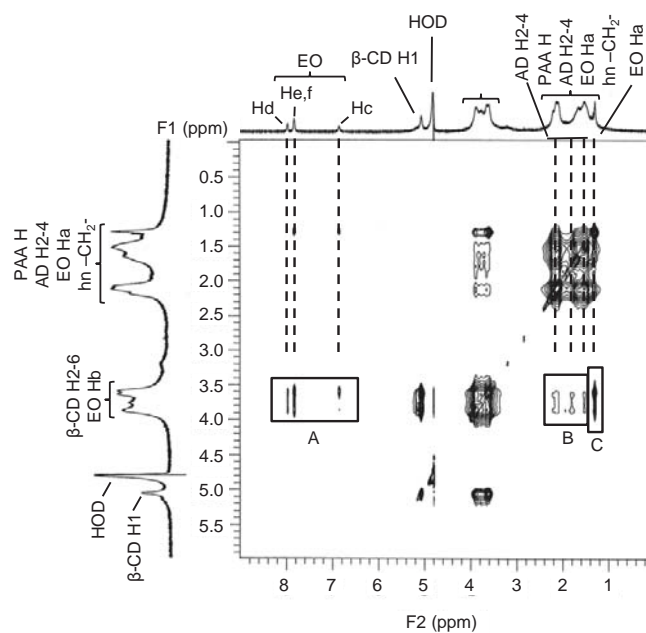 HOD
β-CD H1
EO
Hd
He,f
Hc
AD H2-4
PAA H
AD H2-4
EO Ha
hn –CH2-
EO Ha
F1 (ppm)
0.5
1.0
1.5
2.0
2.5
3.0
3.5
4.0
4.5
5.0
5.5
PAA H
AD H2-4
EO Ha
hn –CH2-
β-CD H2-6
EO Hb
HOD
β-CD H1
A
B
C
8 7 6 5 4 3 2 1
F2 (ppm)